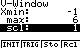 V-Window
Xmin :-1
max :6
scl :1
INIT TRIG Sto Rcl